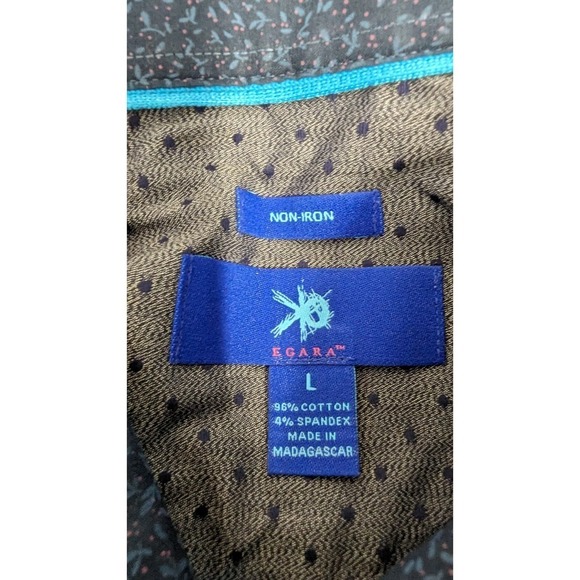 NON-IRON
EGARA™
L
96% COTTON
4% SPANDEX
MADE IN
MADAGASCAR